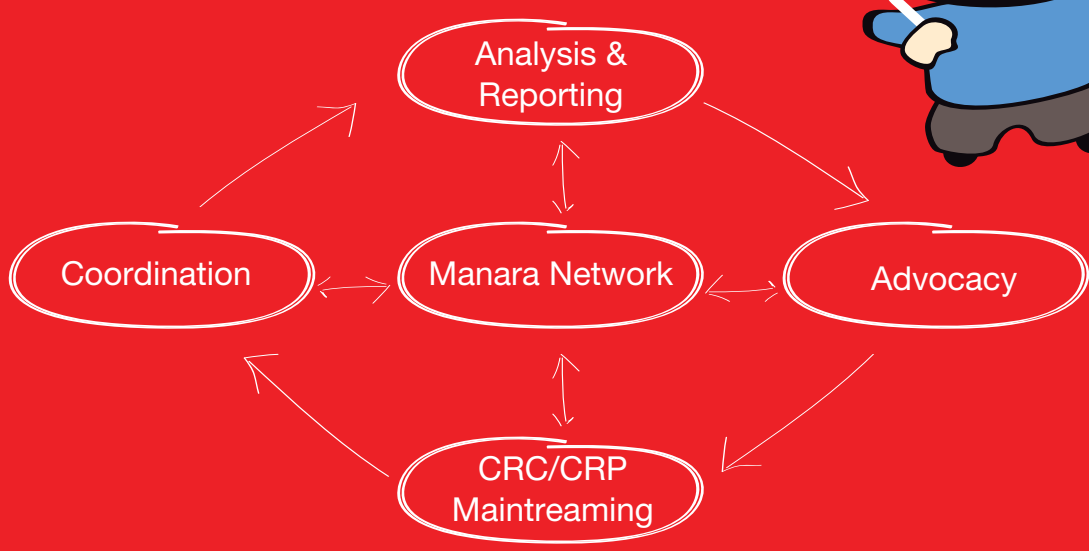 Analysis &
Reporting
Coordination
Manara Network
Advocacy
CRC/CRP
Maintreaming